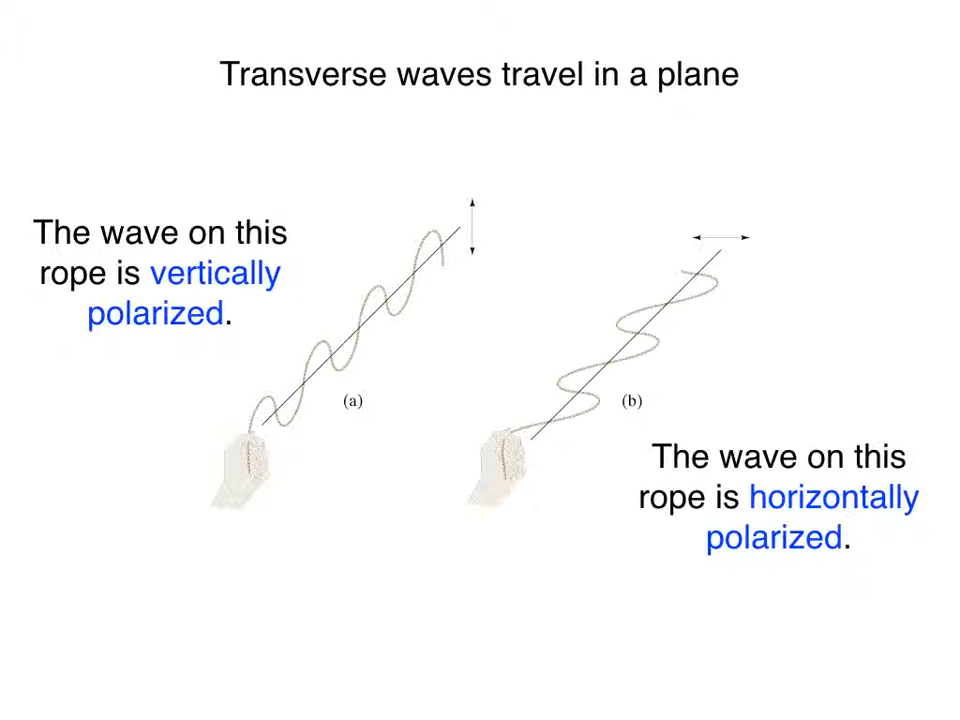 Transverse waves travel in a plane
The wave on this
rope is vertically
polarized.
(a)
(b)
The wave on this
rope is horizontally
polarized.